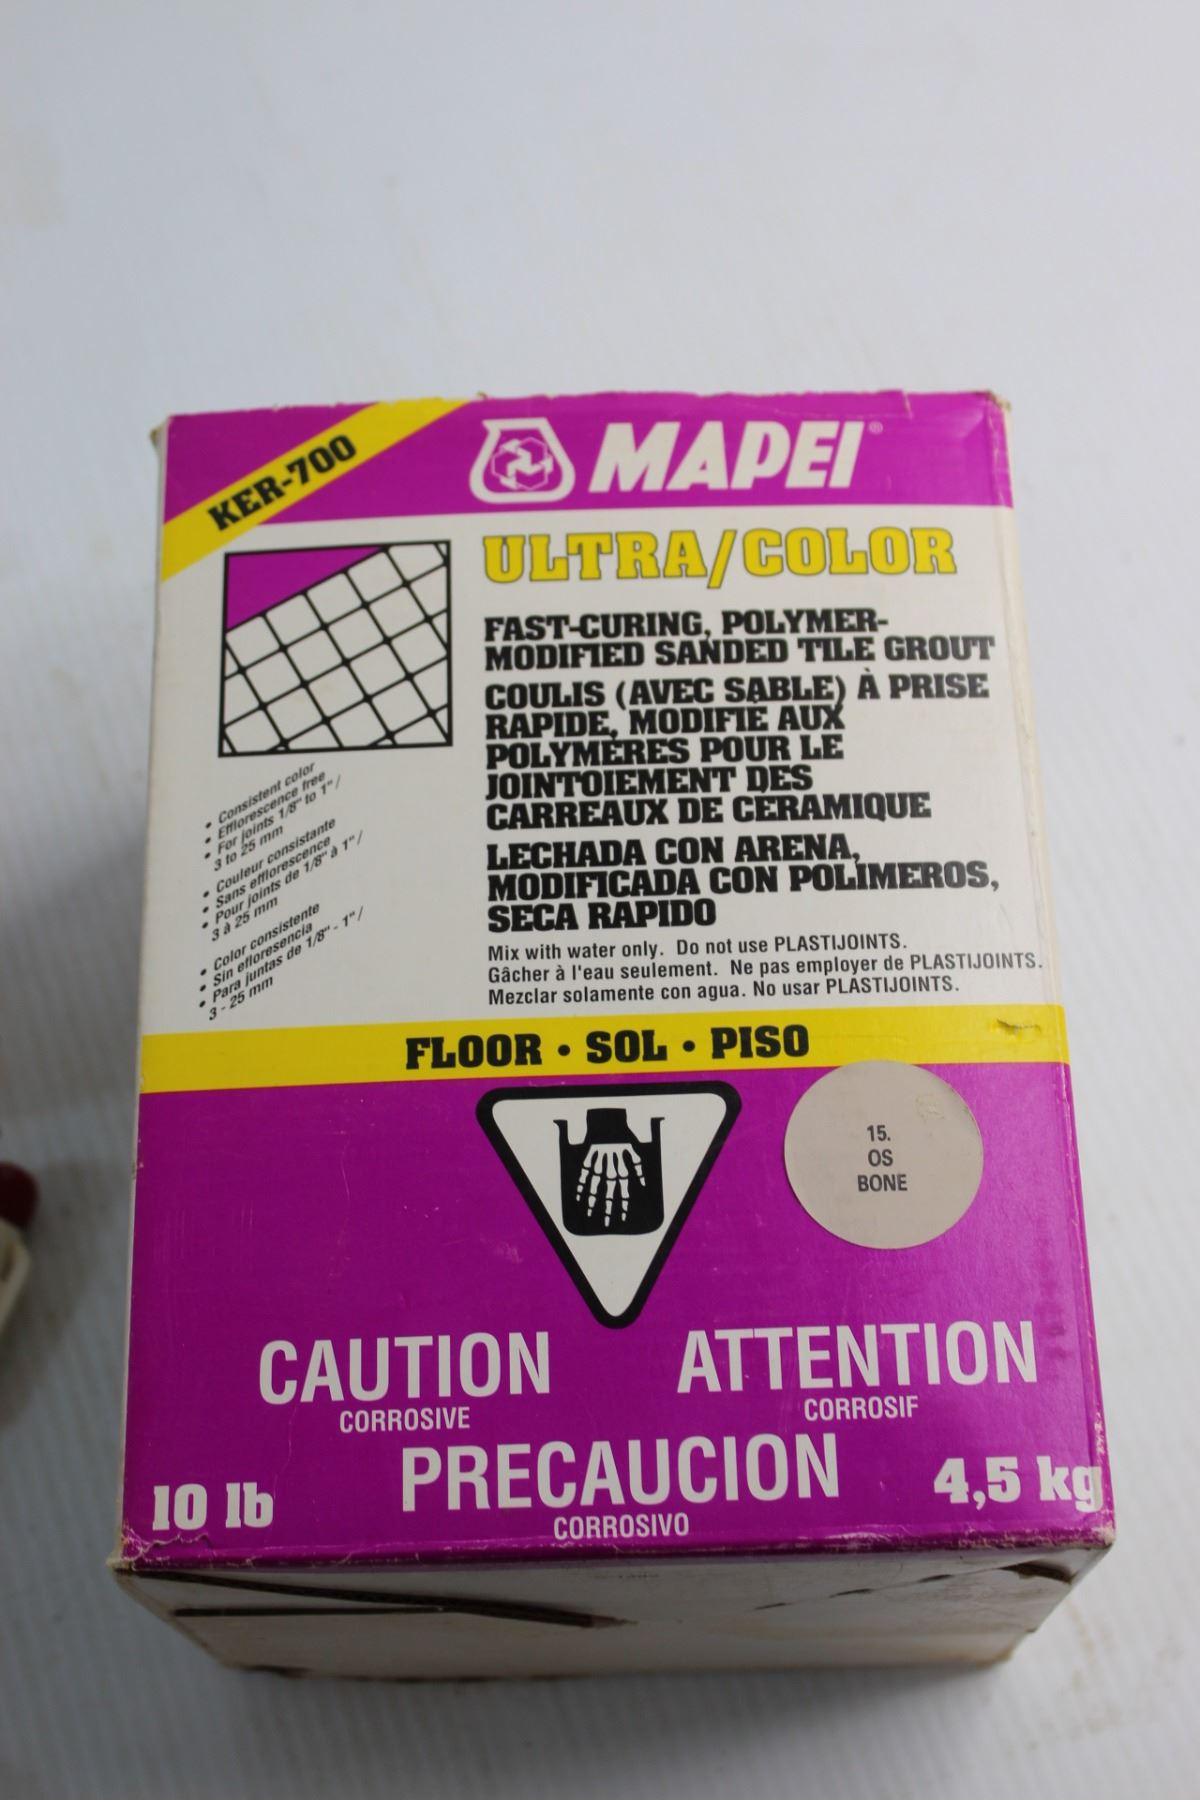 KER-700
MAPEI®
ULTRA/COLOR
FAST-CURING, POLYMER-
MODIFIED SANDED TILE GROUT
COULIS (AVEC SABLE) À PRISE
RAPIDE, MODIFIÉ AUX
POLYMÈRES POUR LE
JOINTOIEMENT DES
CARREAUX DE CÉRAMIQUE
LECHADA CON ARENA,
MODIFICADA CON POLIMEROS,
SECA RAPIDO
Mix with water only. Do not use PLASTIJOINTS.
Gâcher à l'eau seulement. Ne pas employer de PLASTIJOINTS.
Mezclar solamente con agua. No usar PLASTIJOINTS.
• Consistent color
• Efflorescence free
• For joints 1/8" to 1" /
3 to 25 mm
• Couleur consistante
• Sans efflorescence
• Pour joints de 1/8" à 1" /
3 à 25 mm
• Color consistente
• Sin efloresencia
• Para juntas de 1/8" - 1" /
3 - 25 mm
FLOOR • SOL • PISO
15.
OS
BONE
CAUTION
CORROSIVE
ATTENTION
CORROSIF
PRECAUCION
CORROSIVO
10 lb
4,5 kg